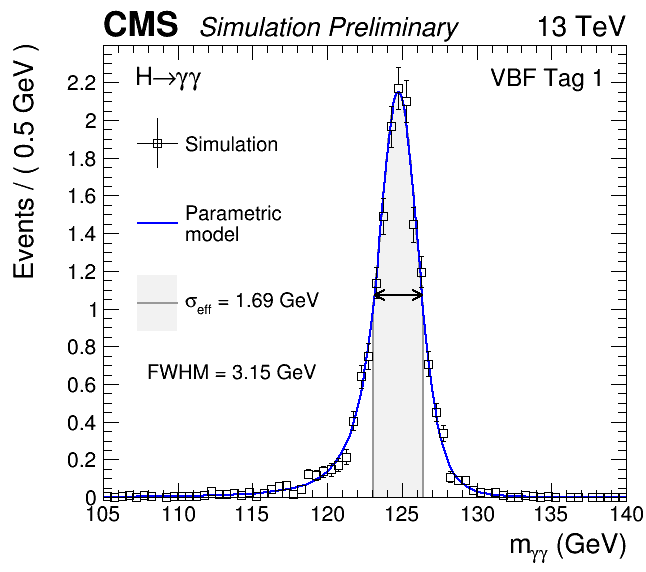 CMS Simulation Preliminary 13 TeV
H→γγ VBF Tag 1
Simulation
Parametric
model
σeff = 1.69 GeV
FWHM = 3.15 GeV
Events / ( 0.5 GeV )
2.2
2
1.8
1.6
1.4
1.2
1
0.8
0.6
0.4
0.2
0
105 110 115 120 125 130 135 140
mγγ (GeV)